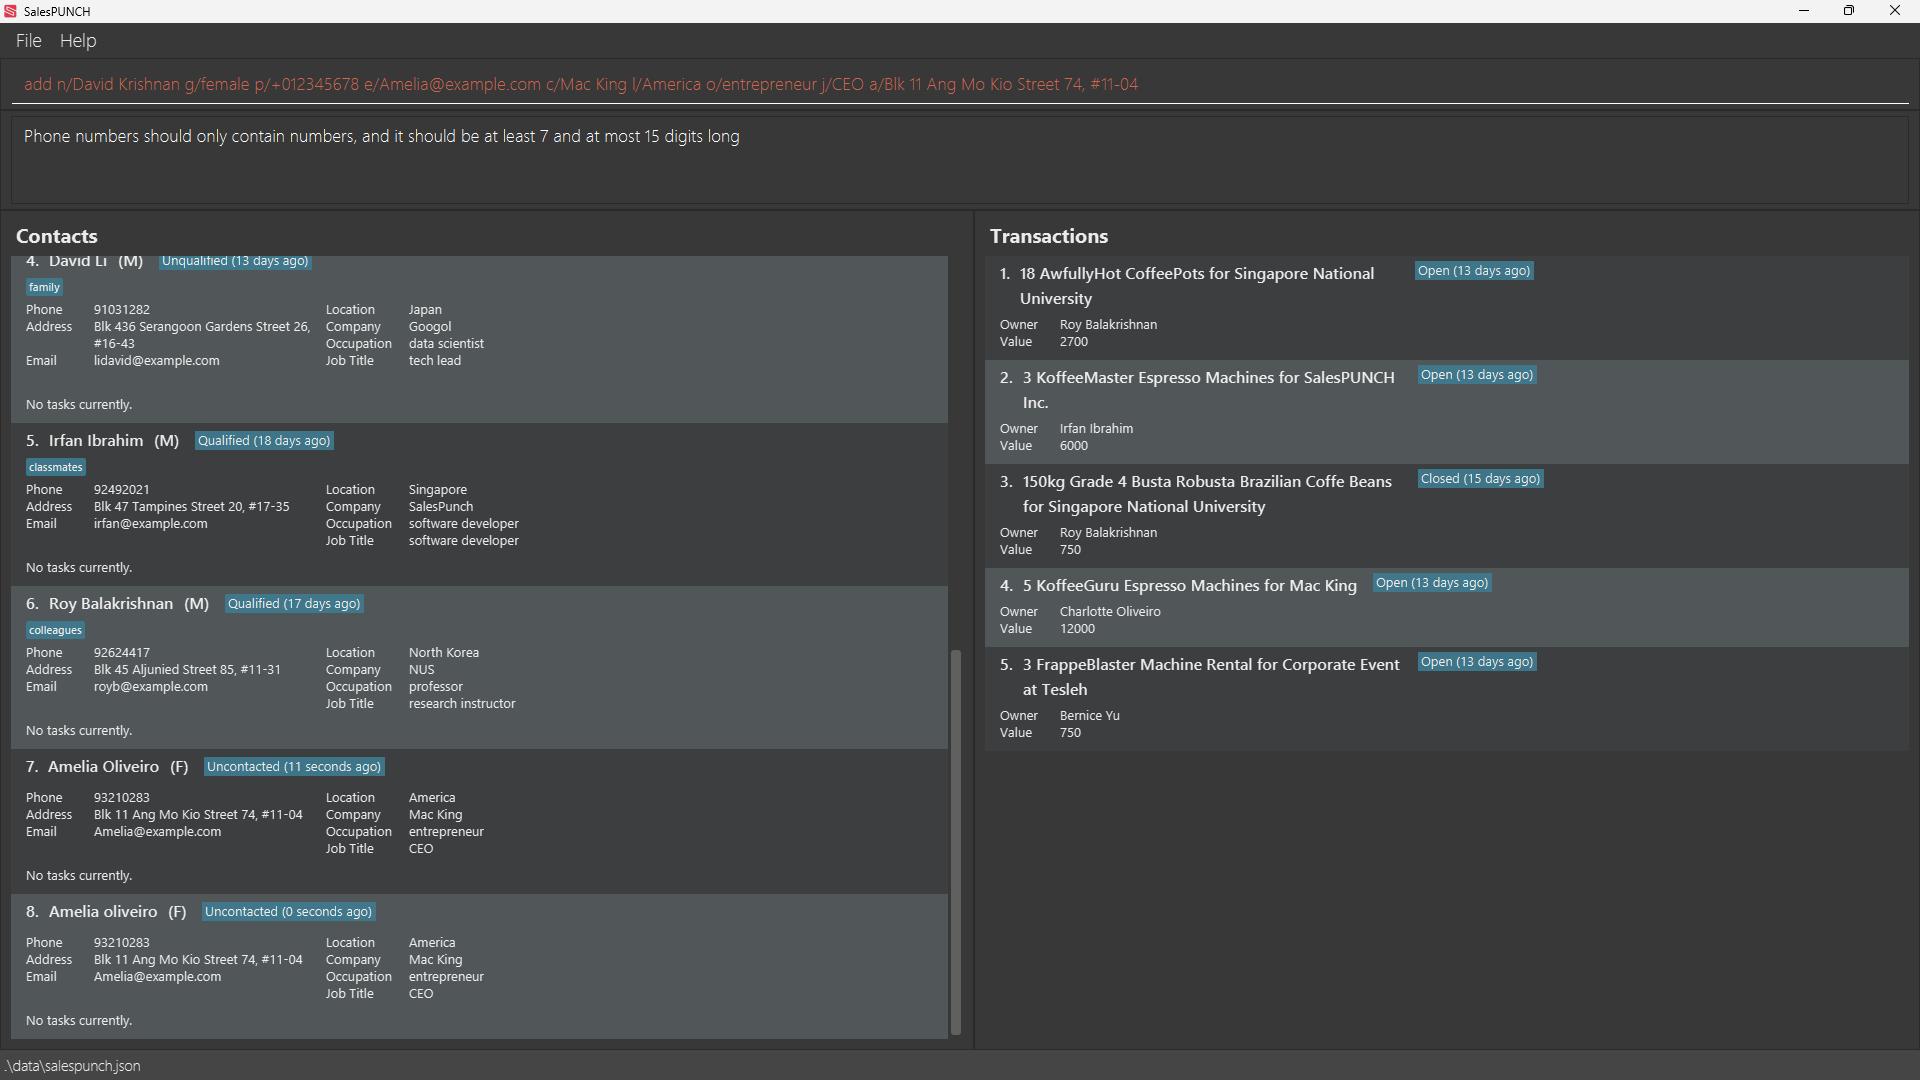 SalesPUNCH
File Help
add n/David Krishnan g/female p/+012345678 e/Amelia@example.com c/Mac King l/America o/entrepreneur j/CEO a/Blk 11 Ang Mo Kio Street 74, #11-04
Phone numbers should only contain numbers, and it should be at least 7 and at most 15 digits long
Contacts
4. David Li (M) Unqualified (13 days ago)
family
Phone 91031282 Location Japan
Address Blk 436 Serangoon Gardens Street 26, Company Googol
#16-43 Occupation data scientist
Email lidavid@example.com Job Title tech lead
No tasks currently.
5. Irfan Ibrahim (M) Qualified (18 days ago)
classmates
Phone 92492021 Location Singapore
Address Blk 47 Tampines Street 20, #17-35 Company SalesPunch
Email irfan@example.com Occupation software developer
Job Title software developer
No tasks currently.
6. Roy Balakrishnan (M) Qualified (17 days ago)
colleagues
Phone 92624417 Location North Korea
Address Blk 45 Aljunied Street 85, #11-31 Company NUS
Email royb@example.com Occupation professor
Job Title research instructor
No tasks currently.
7. Amelia Oliveiro (F) Uncontacted (11 seconds ago)
Phone 93210283 Location America
Address Blk 11 Ang Mo Kio Street 74, #11-04 Company Mac King
Email Amelia@example.com Occupation entrepreneur
Job Title CEO
No tasks currently.
8. Amelia oliveiro (F) Uncontacted (0 seconds ago)
Phone 93210283 Location America
Address Blk 11 Ang Mo Kio Street 74, #11-04 Company Mac King
Email Amelia@example.com Occupation entrepreneur
Job Title CEO
No tasks currently.
Transactions
1. 18 AwfullyHot CoffeePots for Singapore National Open (13 days ago)
University
Owner Roy Balakrishnan
Value 2700
2. 3 KoffeeMaster Espresso Machines for SalesPUNCH Open (13 days ago)
Inc.
Owner Irfan Ibrahim
Value 6000
3. 150kg Grade 4 Busta Robusta Brazilian Coffe Beans Closed (15 days ago)
for Singapore National University
Owner Roy Balakrishnan
Value 750
4. 5 KoffeeGuru Espresso Machines for Mac King Open (13 days ago)
Owner Charlotte Oliveiro
Value 12000
5. 3 FrappeBlaster Machine Rental for Corporate Event Open (13 days ago)
at Tesleh
Owner Bernice Yu
Value 750
.\data\salespunch.json